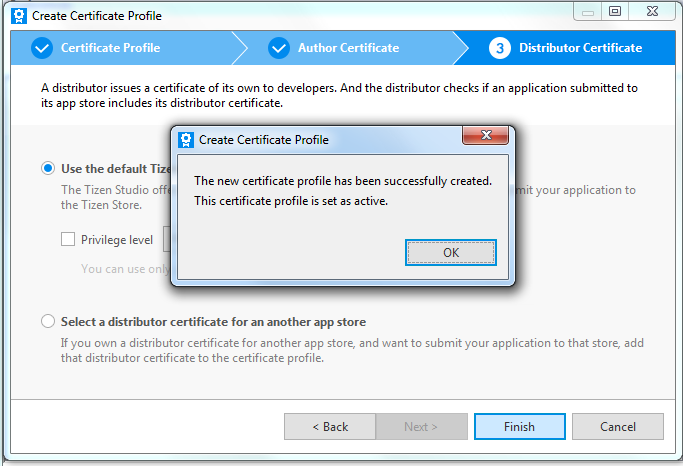 Create Certificate Profile
Certificate Profile
Author Certificate
3 Distributor Certificate
A distributor issues a certificate of its own to developers. And the distributor checks if an application submitted to
its app store includes its distributor certificate.
Create Certificate Profile
The new certificate profile has been successfully created.
This certificate profile is set as active.
OK
Use the default Tize
The Tizen Studio offe
mit your application to
the Tizen Store.
Privilege level
You can use only
Select a distributor certificate for an another app store
If you own a distributor certificate for another app store, and want to submit your application to that store, add
that distributor certificate to the certificate profile.
< Back
Next >
Finish
Cancel